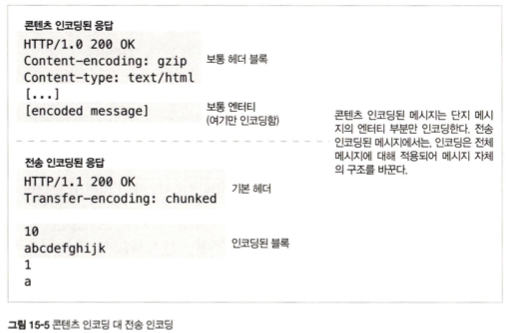 콘텐츠 인코딩된 응답
HTTP/1.0 200 OK
Content-encoding: gzip
Content-type: text/html
[...]
[encoded message]
보통 헤더 블록
보통 엔터티
(여기만 인코딩함)
전송 인코딩된 응답
HTTP/1.1 200 OK
Transfer-encoding: chunked
10
abcdefghijk
1
a
기본 헤더
인코딩된 블록
콘텐츠 인코딩된 메시지는 단지 메시
지의 엔터티 부분만 인코딩한다. 전송
인코딩된 메시지에서는, 인코딩은 전체
메시지에 대해 적용되어 메시지 자체
의 구조를 바꾼다.
그림 15-5 콘텐츠 인코딩 대 전송 인코딩